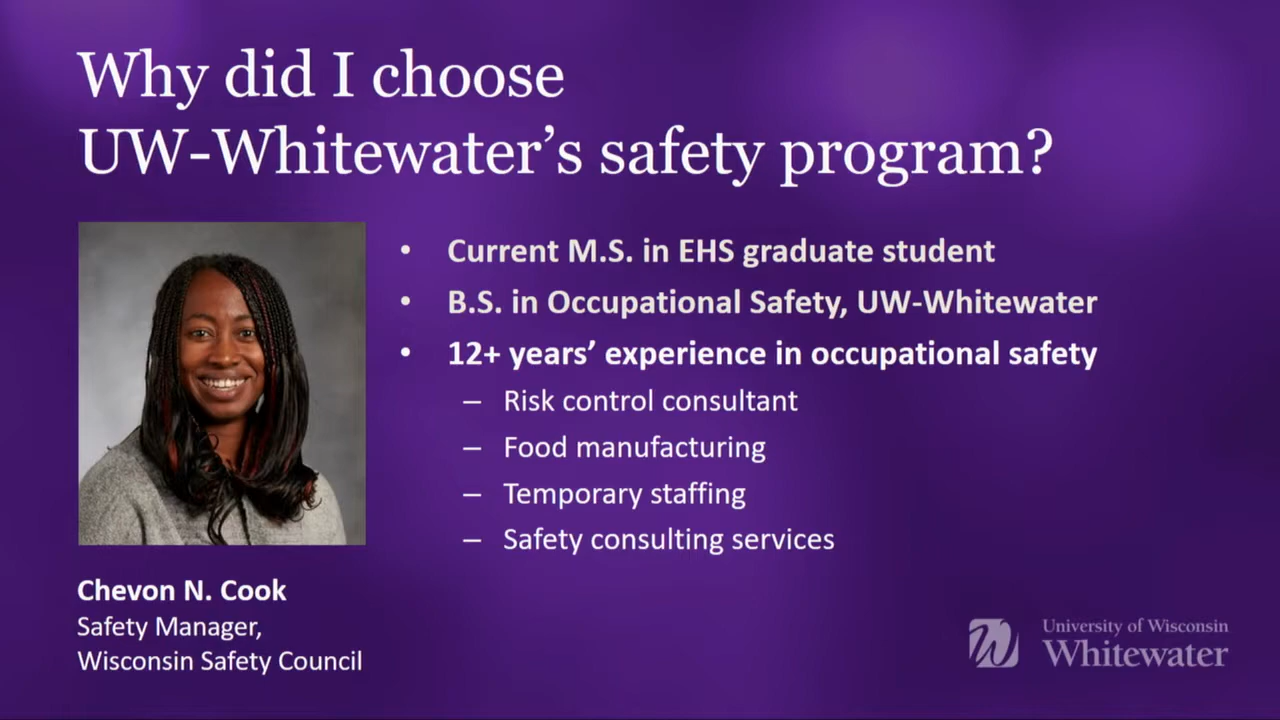 Why did I choose
UW-Whitewater’s safety program?
• Current M.S. in EHS graduate student
• B.S. in Occupational Safety, UW-Whitewater
• 12+ years’ experience in occupational safety
– Risk control consultant
– Food manufacturing
– Temporary staffing
– Safety consulting services
Chevon N. Cook
Safety Manager,
Wisconsin Safety Council
University of Wisconsin
Whitewater